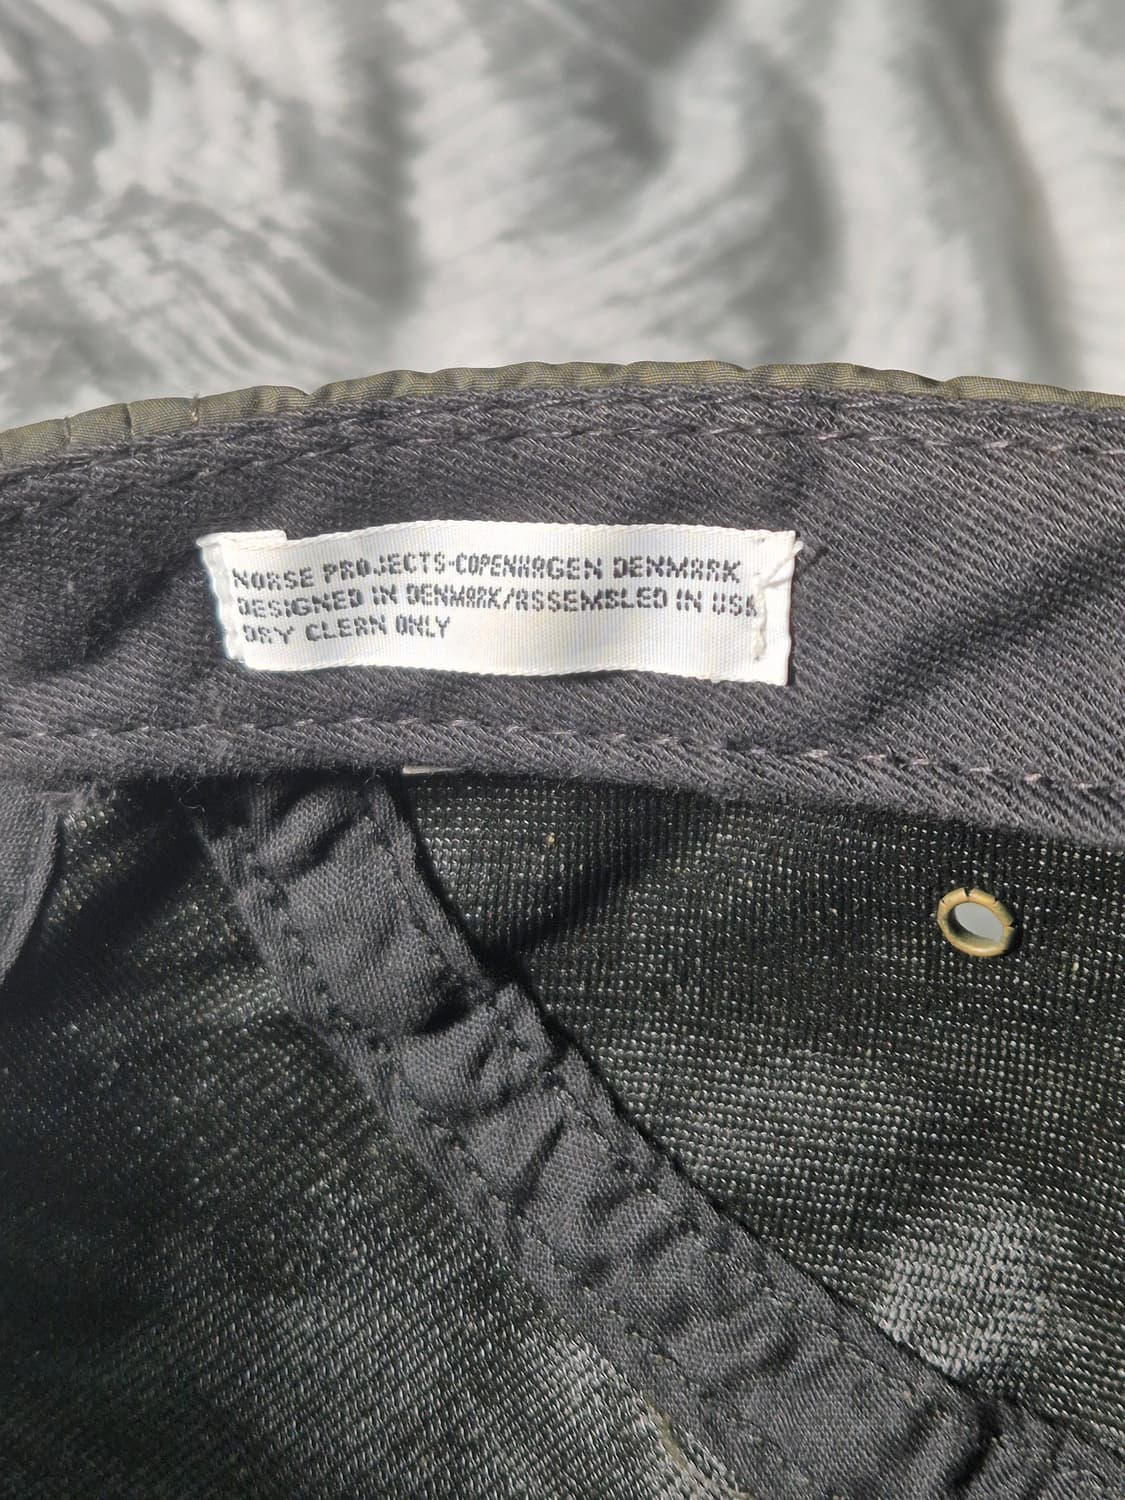 NORSE PROJECTS-COPENHAGEN DENMARK
DESIGNED IN DENMARK/ASSEMBLED IN USA
DRY CLEAN ONLY